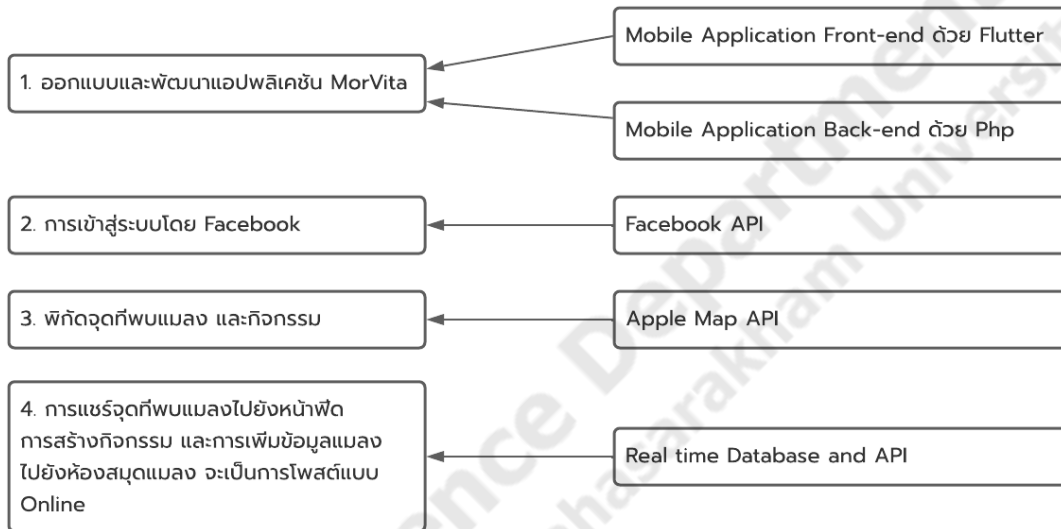 Mobile Application Front-end ด้วย Flutter
1. ออกแบบและพัฒนาแอปพลิเคชัน MorVita
Mobile Application Back-end ด้วย Php
2. การเข้าสู่ระบบโดย Facebook
Facebook API
3. พิกัดจุดที่พบแมลง และกิจกรรม
Apple Map API
4. การแชร์จุดที่พบแมลงไปยังหน้าฟีด
การสร้างกิจกรรม และการเพิ่มข้อมูลแมลง
ไปยังห้องสมุดแมลง จะเป็นการโพสต์แบบ
Online
Real time Database and API